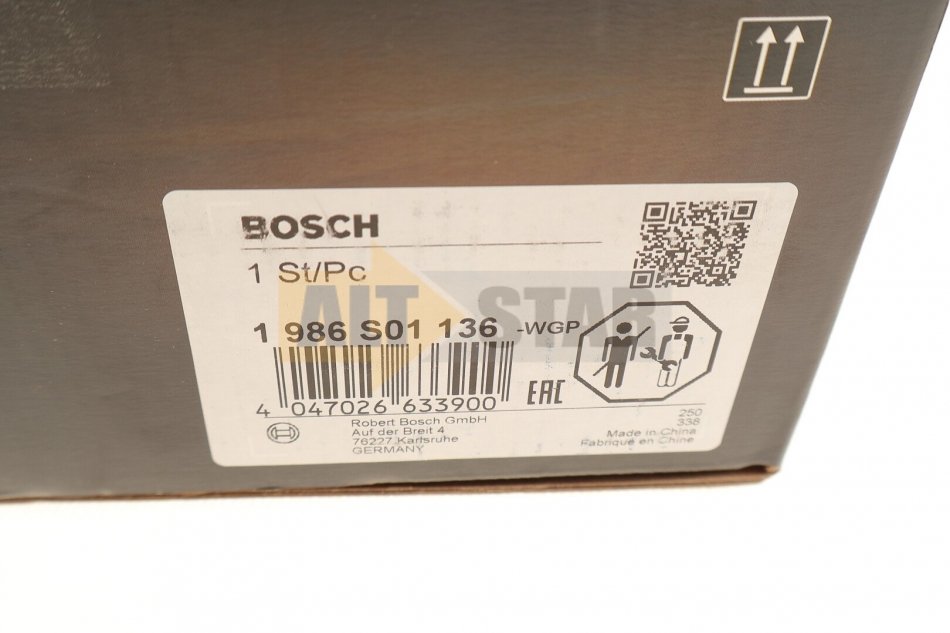 BOSCH
1 St/Pc
ALT STAR
1 986 S01 136 -WGP
4 047026 633900
EAC
Robert Bosch GmbH
Auf der Breit 4
76227 Karlsruhe
GERMANY
250
338
Made in China
Fabriqué en Chine